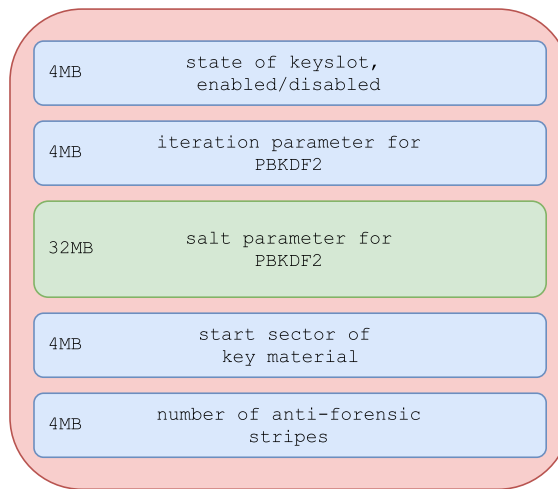 4MB
state of keyslot,
enabled/disabled
4MB
iteration parameter for
PBKDF2
32MB
salt parameter for
PBKDF2
4MB
start sector of
key material
4MB
number of anti-forensic
stripes